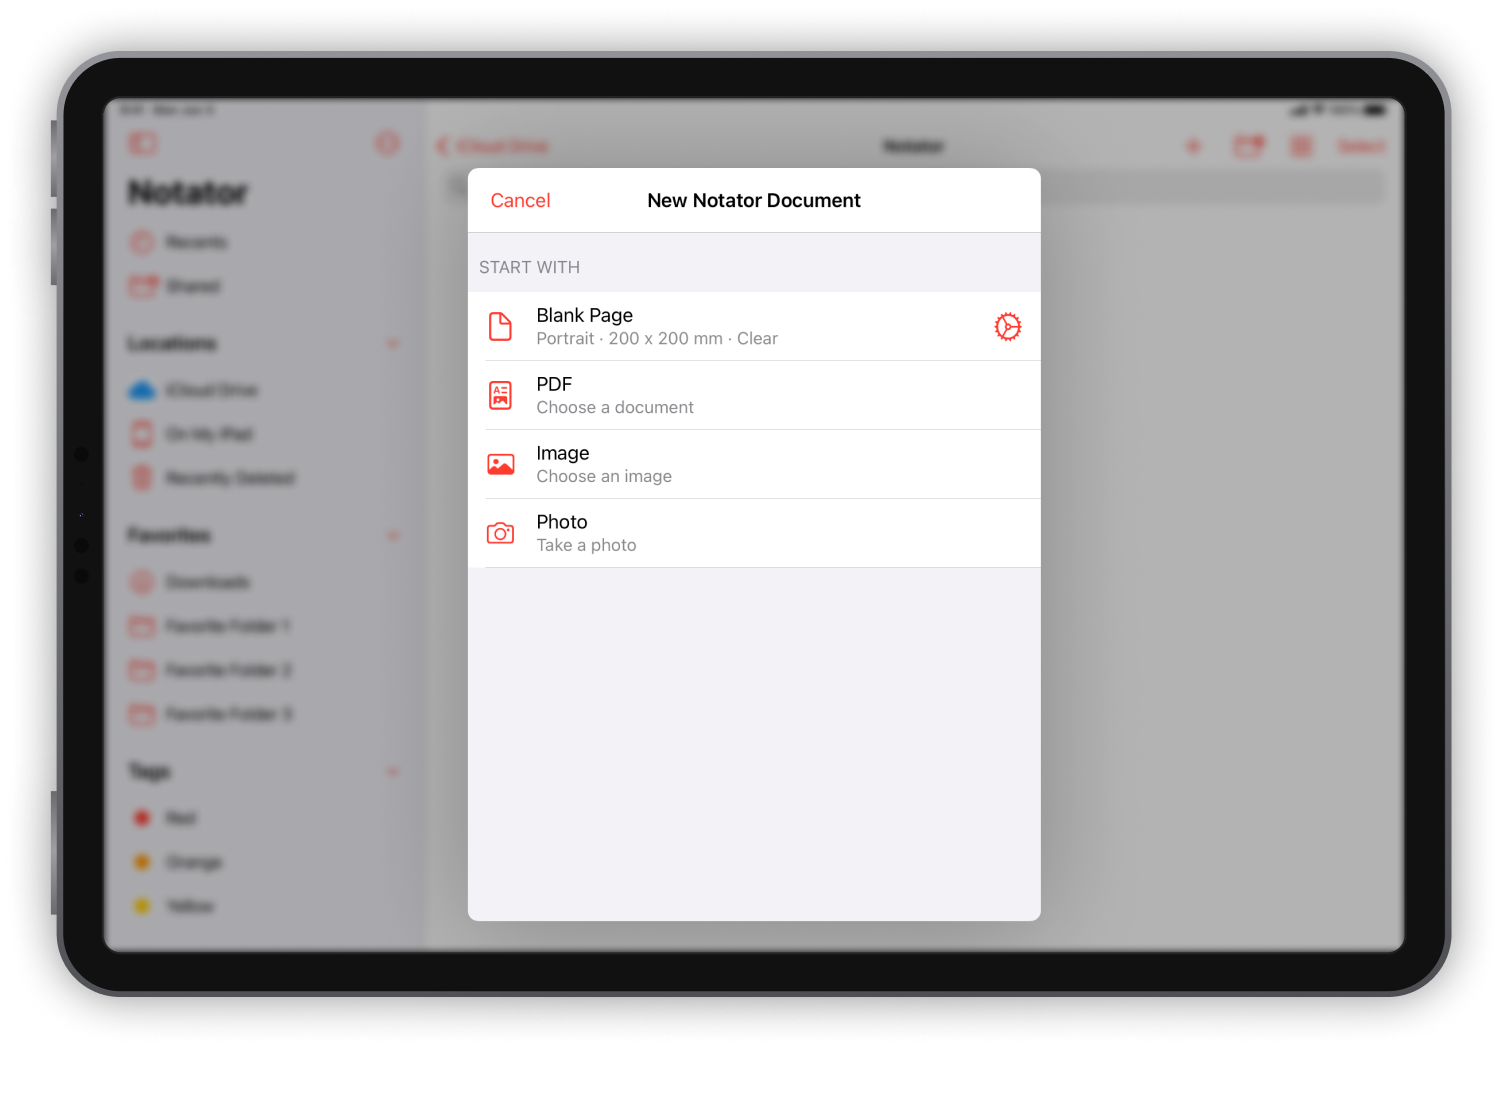 Notator
Recents
Shared
Locations
iCloud Drive
On My iPad
Recently Deleted
Favorites
Downloads
Favorite Folder 1
Favorite Folder 2
Favorite Folder 3
Tags
Red
Orange
Yellow
iCloud Drive
Notator
Select
Cancel
New Notator Document
START WITH
Blank Page
Portrait · 200 x 200 mm · Clear
PDF
Choose a document
Image
Choose an image
Photo
Take a photo